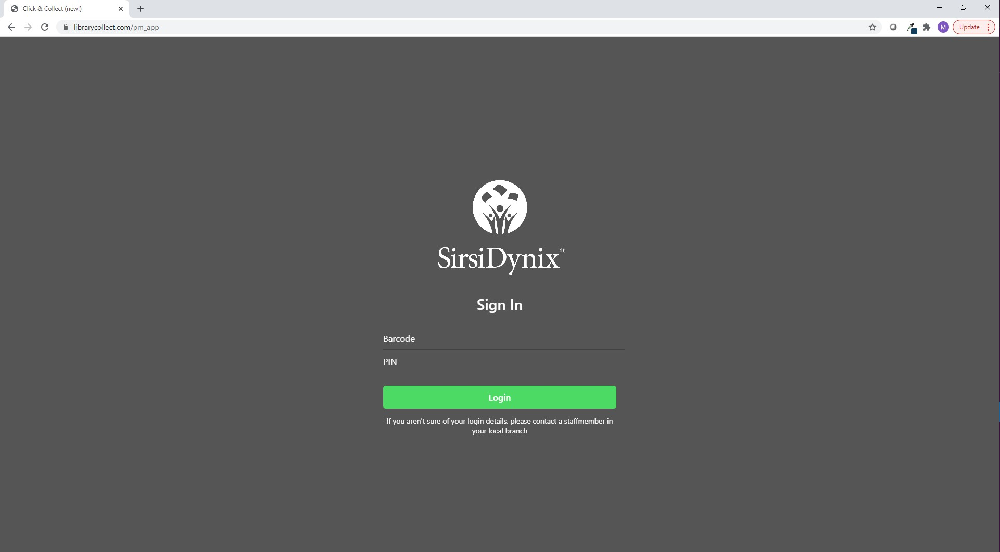 Click & Collect (new!)
librarycollect.com/pm_app
M
Update
SirsiDynix®
Sign In
Barcode
PIN
Login
If you aren't sure of your login details, please contact a staffmember in
your local branch